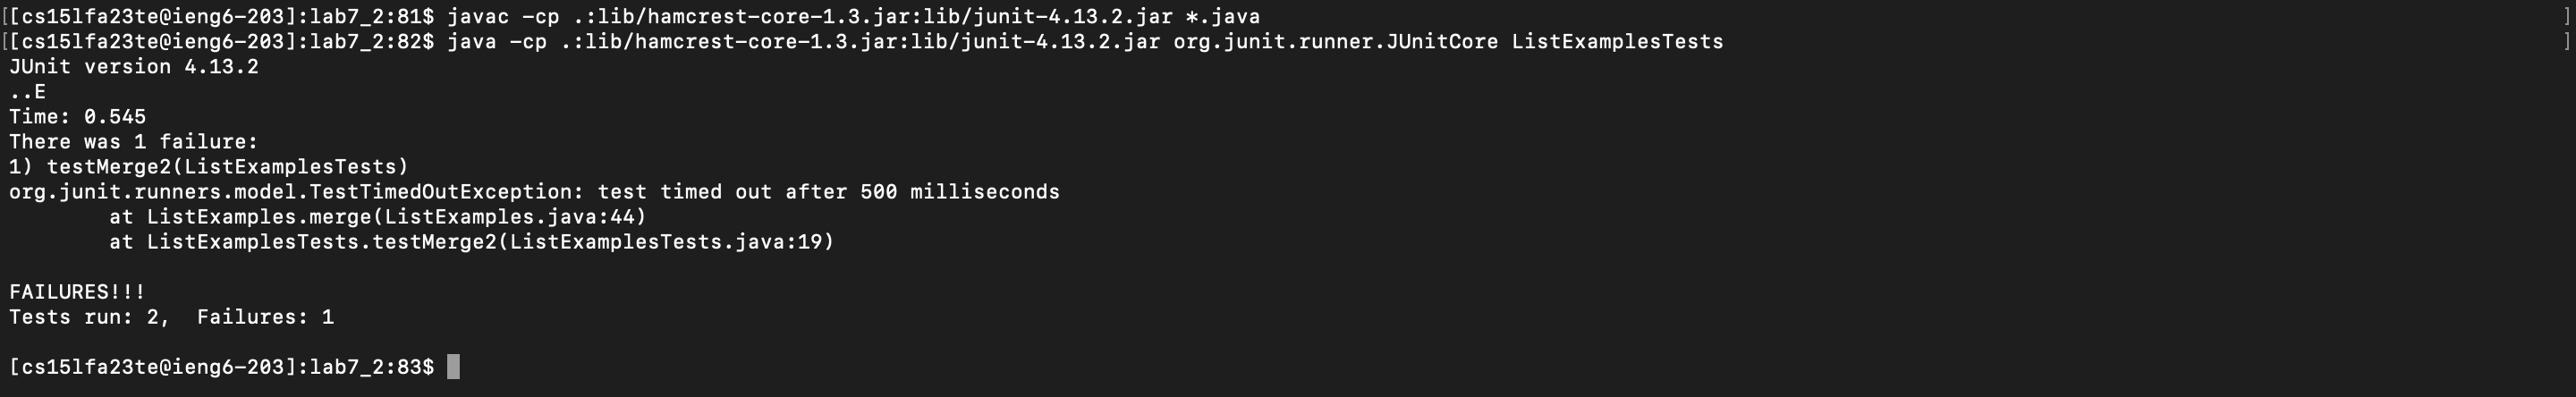 [[cs15lfa23te@ieng6-203]:lab7_2:81$ javac -cp .:lib/hamcrest-core-1.3.jar:lib/junit-4.13.2.jar *.java ]
[[cs15lfa23te@ieng6-203]:lab7_2:82$ java -cp .:lib/hamcrest-core-1.3.jar:lib/junit-4.13.2.jar org.junit.runner.JUnitCore ListExamplesTests ]
JUnit version 4.13.2
..E
Time: 0.545
There was 1 failure:
1) testMerge2(ListExamplesTests)
org.junit.runners.model.TestTimedOutException: test timed out after 500 milliseconds
        at ListExamples.merge(ListExamples.java:44)
        at ListExamplesTests.testMerge2(ListExamplesTests.java:19)
FAILURES!!!
Tests run: 2,  Failures: 1
[cs15lfa23te@ieng6-203]:lab7_2:83$